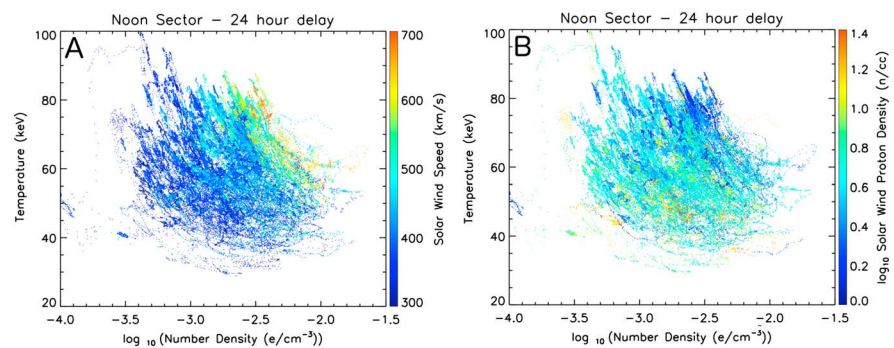 Noon Sector – 24 hour delay
A
100
80
60
40
20
Temperature (keV)
-4.0 -3.5 -3.0 -2.5 -2.0 -1.5
log 10 (Number Density (e/cm⁻³))
700
600
500
400
300
Solar Wind Speed (km/s)
Noon Sector – 24 hour delay
B
100
80
60
40
20
Temperature (keV)
-4.0 -3.5 -3.0 -2.5 -2.0 -1.5
log 10 (Number Density (e/cm⁻³))
1.4
1.2
1.0
0.8
0.6
0.4
0.2
0.0
log₁₀ Solar Wind Proton Density (n/cc)